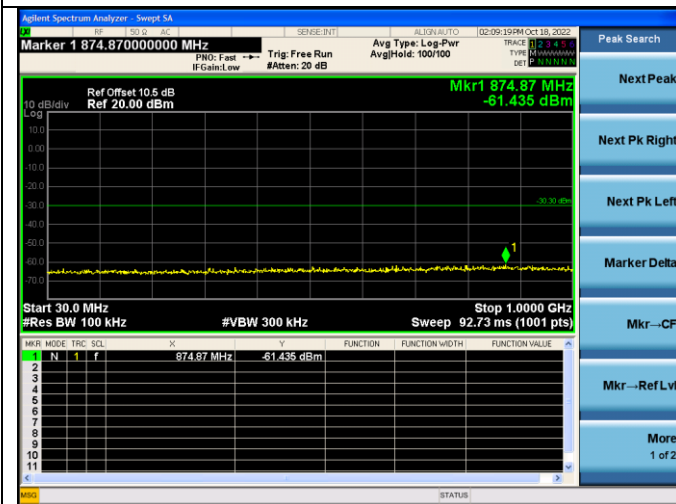 Agilent Spectrum Analyzer - Swept SA
LXI RF 50 Ω AC SENSE:INT ALIGNAUTO 02:09:19PM Oct 18, 2022
Marker 1 874.870000000 MHz
PNO: Fast
IFGain:Low
Trig: Free Run
#Atten: 20 dB
Avg Type: Log-Pwr
Avg|Hold: 100/100
TRACE 1 2 3 4 5 6
TYPE MWWWWW
DET P N N N N N
Peak Search
Next Peak
Next Pk Right
Next Pk Left
Marker Delta
Mkr→CF
Mkr→RefLvl
More
1 of 2
Mkr1 874.87 MHz
-61.435 dBm
Ref Offset 10.5 dB
10 dB/div Ref 20.00 dBm
Log
10.0
0.00
-10.0
-20.0
-30.0
-30.30 dBm
-40.0
-50.0
1
-60.0
-70.0
Start 30.0 MHz Stop 1.0000 GHz
#Res BW 100 kHz #VBW 300 kHz Sweep 92.73 ms (1001 pts)
MKR MODE TRC SCL X Y FUNCTION FUNCTION WIDTH FUNCTION VALUE
1 N 1 f 874.87 MHz -61.435 dBm
2
3
4
5
6
7
8
9
10
11
MSG STATUS